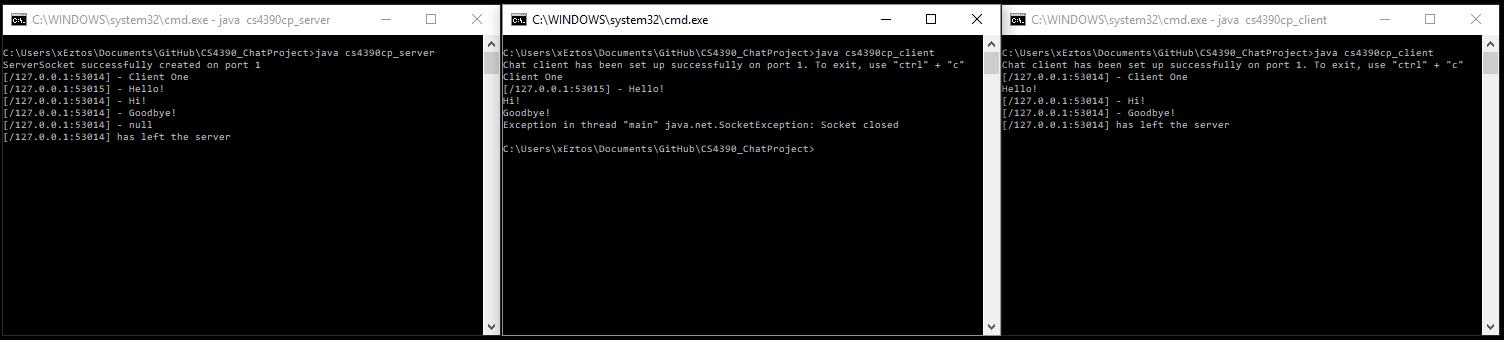 C:\WINDOWS\system32\cmd.exe - java  cs4390cp_server
C:\Users\xEztos\Documents\GitHub\CS4390_ChatProject>java cs4390cp_server
ServerSocket successfully created on port 1
[/127.0.0.1:53014] - Client One
[/127.0.0.1:53015] - Hello!
[/127.0.0.1:53014] - Hi!
[/127.0.0.1:53014] - Goodbye!
[/127.0.0.1:53014] - null
[/127.0.0.1:53014] has left the server
C:\WINDOWS\system32\cmd.exe
C:\Users\xEztos\Documents\GitHub\CS4390_ChatProject>java cs4390cp_client
Chat client has been set up successfully on port 1. To exit, use "ctrl" + "c"
Client One
[/127.0.0.1:53015] - Hello!
Hi!
Goodbye!
Exception in thread "main" java.net.SocketException: Socket closed
C:\Users\xEztos\Documents\GitHub\CS4390_ChatProject>
C:\WINDOWS\system32\cmd.exe - java  cs4390cp_client
C:\Users\xEztos\Documents\GitHub\CS4390_ChatProject>java cs4390cp_client
Chat client has been set up successfully on port 1. To exit, use "ctrl" + "c"
[/127.0.0.1:53014] - Client One
Hello!
[/127.0.0.1:53014] - Hi!
[/127.0.0.1:53014] - Goodbye!
[/127.0.0.1:53014] has left the server